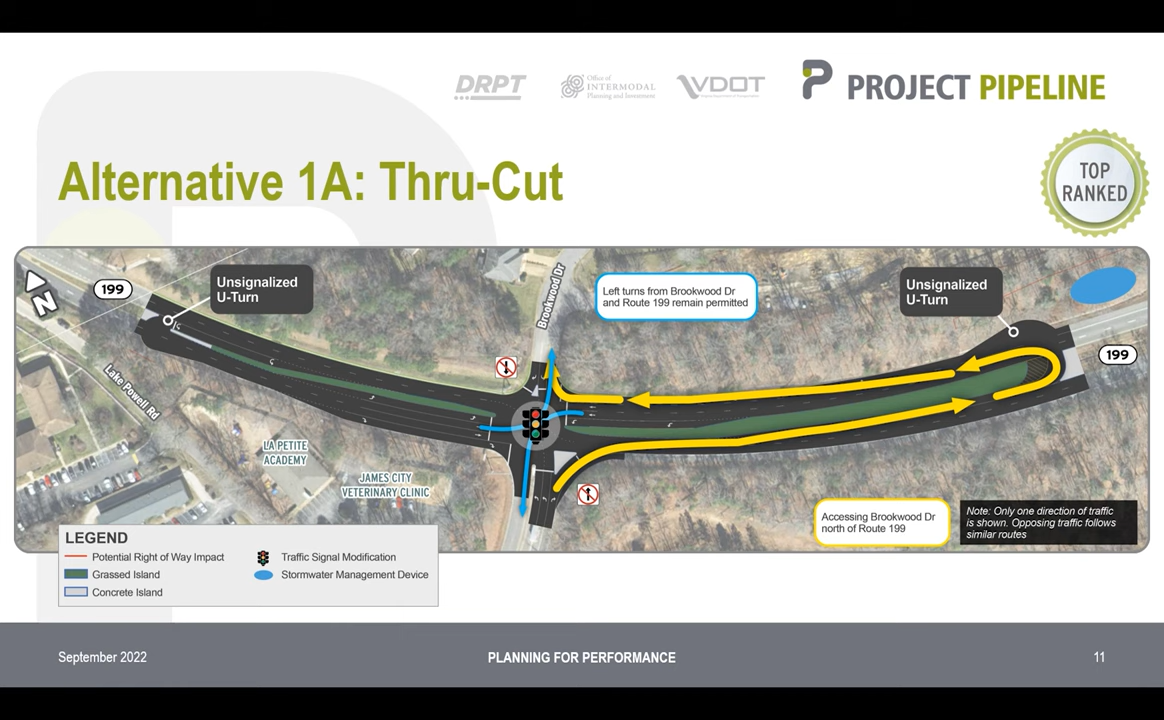 DRPT
Office of
INTERMODAL
Planning and Investment
VDOT
PROJECT PIPELINE
Alternative 1A: Thru-Cut
TOP
RANKED
N
199
Unsignalized
U-Turn
Brookwood Dr
Left turns from Brookwood Dr
and Route 199 remain permitted
Unsignalized
U-Turn
199
Lake Powell Rd
LA PETITE
ACADEMY
JAMES CITY
VETERINARY CLINIC
Accessing Brookwood Dr
north of Route 199
Note: Only one direction of traffic
is shown. Opposing traffic follows
similar routes
LEGEND
Potential Right of Way Impact
Grassed Island
Concrete Island
Traffic Signal Modification
Stormwater Management Device
September 2022
PLANNING FOR PERFORMANCE
11